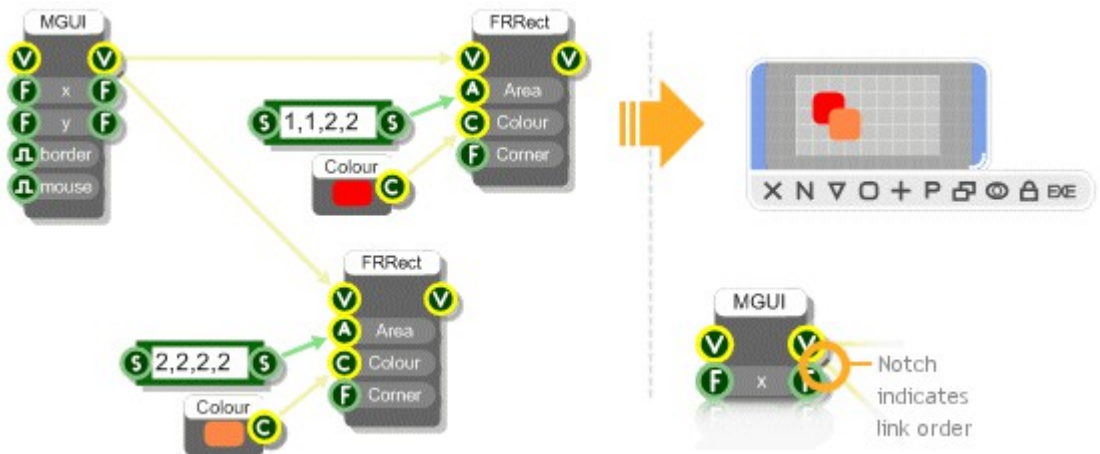 MGUI
V V
F x F
F y F
border
mouse
FRRect
V V
A Area
C Colour
F Corner
S 1,1,2,2 S
Colour
C
FRRect
V V
A Area
C Colour
F Corner
S 2,2,2,2 S
Colour
C
X N P EXE
MGUI
V V
F x F
Notch
indicates
link order